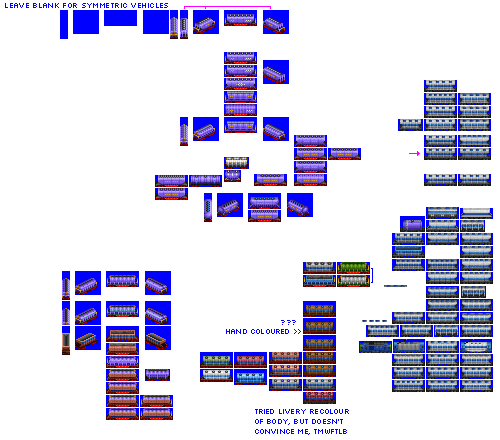 LEAVE BLANK FOR SYMMETRIC VEHICLES
???
HAND COLOURED >>
TRIED LIVERY RECOLOUR
OF BODY, BUT DOESN'T
CONVINCE ME, TMWFTLB